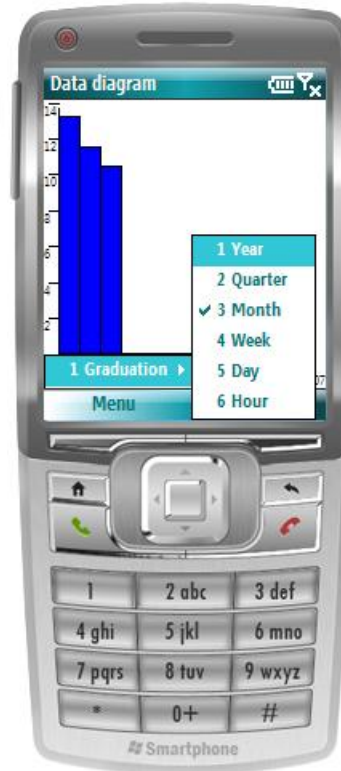 Data diagram
14
12
10
8
6
4
2
1 Year
2 Quarter
3 Month
4 Week
5 Day
6 Hour
1 Graduation
07
Menu
1
2 abc
3 def
4 ghi
5 jkl
6 mno
7 pqrs
8 tuv
9 wxyz
*
0+
#
Smartphone